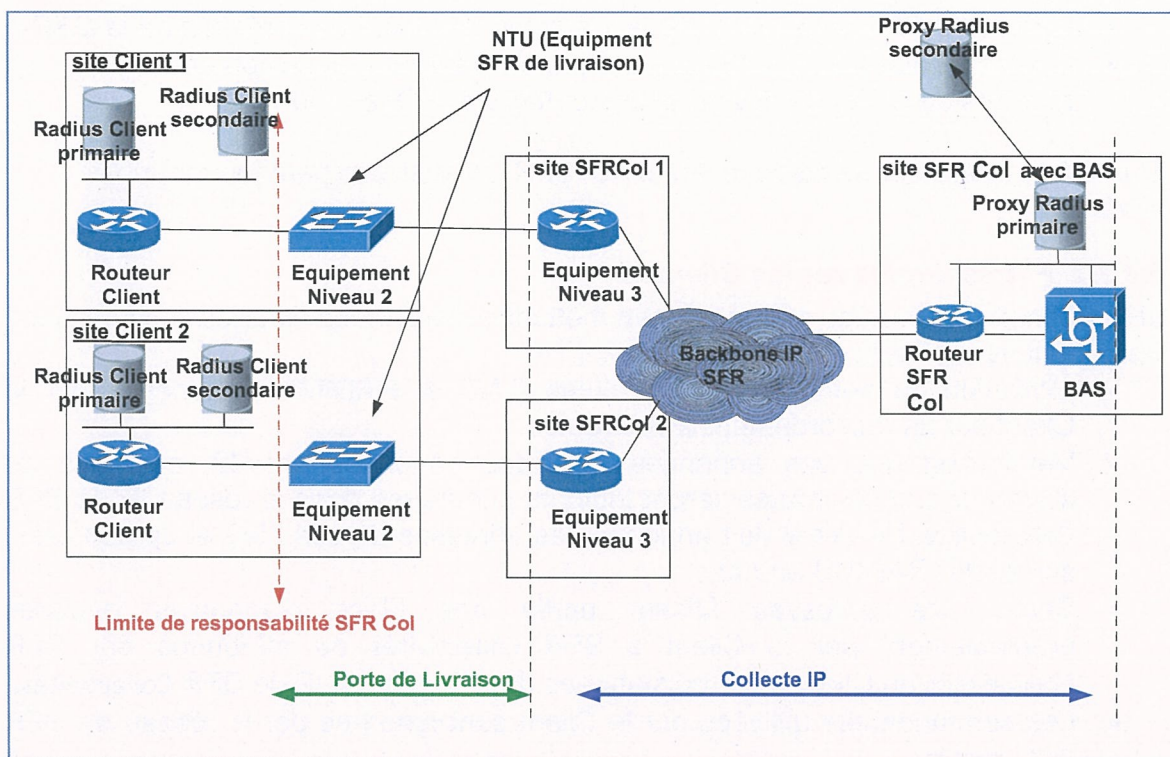 NTU (Equipment
SFR de livraison)
Proxy Radius
secondaire
site Client 1
Radius Client
primaire
Radius Client
secondaire
Routeur
Client
Equipement
Niveau 2
site SFRCol 1
Equipement
Niveau 3
site SFR Col avec BAS
Proxy Radius
primaire
Routeur
SFR
Col
BAS
Backbone IP
SFR
site Client 2
Radius Client
primaire
Radius Client
secondaire
Routeur
Client
Equipement
Niveau 2
site SFRCol 2
Equipement
Niveau 3
Limite de responsabilité SFR Col
Porte de Livraison
Collecte IP